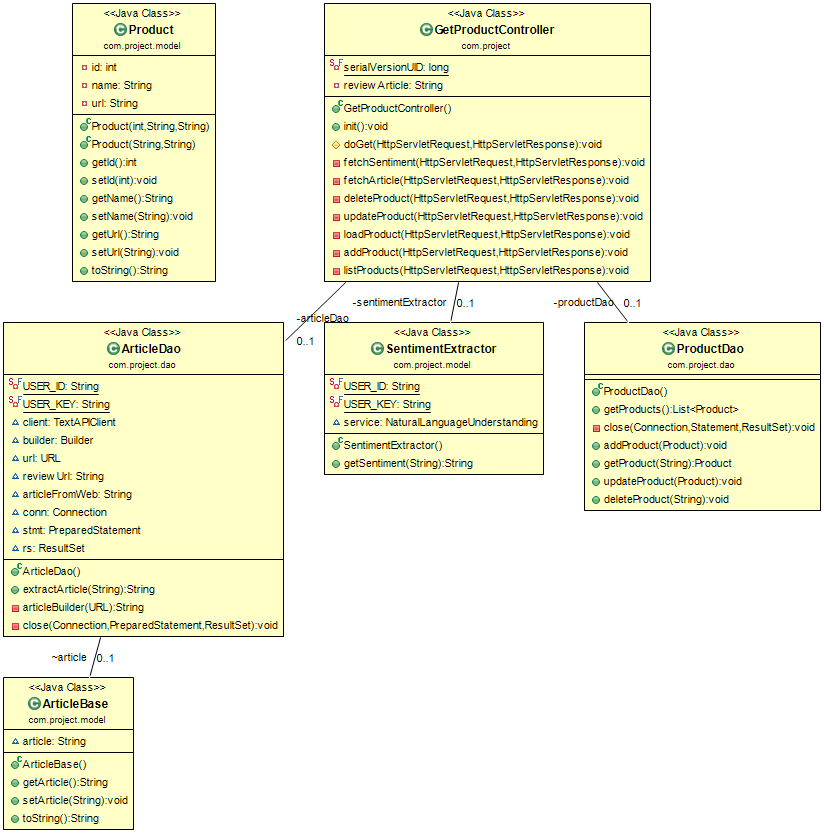 <<Java Class>>
Product
com.project.model
id: int
name: String
url: String
Product(int,String,String)
Product(String,String)
getId():int
setId(int):void
getName():String
setName(String):void
getUrl():String
setUrl(String):void
toString():String
<<Java Class>>
GetProductController
com.project
serialVersionUID: long
review Article: String
GetProductController()
init():void
doGet(HttpServletRequest,HttpServletResponse):void
fetchSentiment(HttpServletRequest,HttpServletResponse):void
fetchArticle(HttpServletRequest,HttpServletResponse):void
deleteProduct(HttpServletRequest,HttpServletResponse):void
updateProduct(HttpServletRequest,HttpServletResponse):void
loadProduct(HttpServletRequest,HttpServletResponse):void
addProduct(HttpServletRequest,HttpServletResponse):void
listProducts(HttpServletRequest,HttpServletResponse):void
-articleDao
0..1
-sentimentExtractor
0..1
-productDao
0..1
<<Java Class>>
ArticleDao
com.project.dao
USER_ID: String
USER_KEY: String
client: TextAPIClient
builder: Builder
url: URL
review Url: String
articleFromWeb: String
conn: Connection
stmt: PreparedStatement
rs: ResultSet
ArticleDao()
extractArticle(String):String
articleBuilder(URL):String
close(Connection,PreparedStatement,ResultSet):void
<<Java Class>>
SentimentExtractor
com.project.model
USER_ID: String
USER_KEY: String
service: NaturalLanguageUnderstanding
SentimentExtractor()
getSentiment(String):String
<<Java Class>>
ProductDao
com.project.dao
ProductDao()
getProducts():List<Product>
close(Connection,Statement,ResultSet):void
addProduct(Product):void
getProduct(String):Product
updateProduct(Product):void
deleteProduct(String):void
~article
0..1
<<Java Class>>
ArticleBase
com.project.model
article: String
ArticleBase()
getArticle():String
setArticle(String):void
toString():String